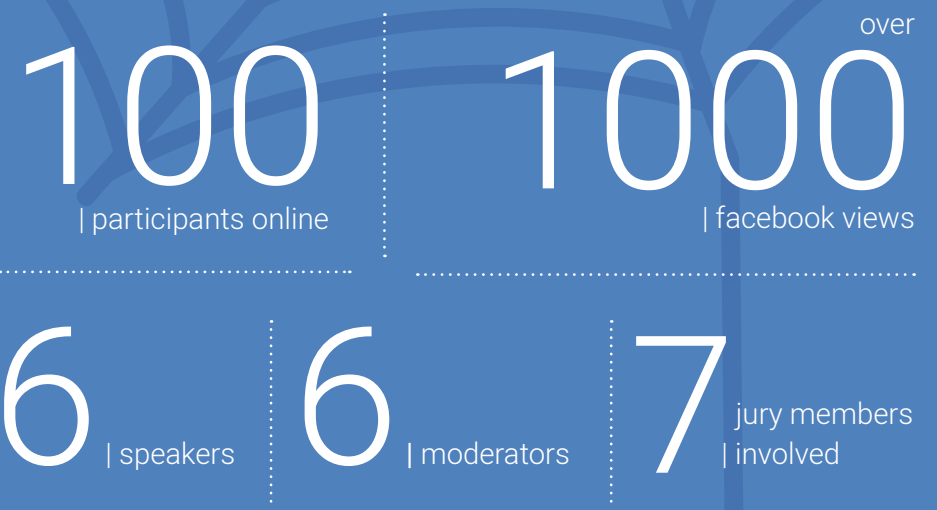 100
| participants online
over
1000
| facebook views
6 | speakers
6 | moderators
7 jury members
| involved